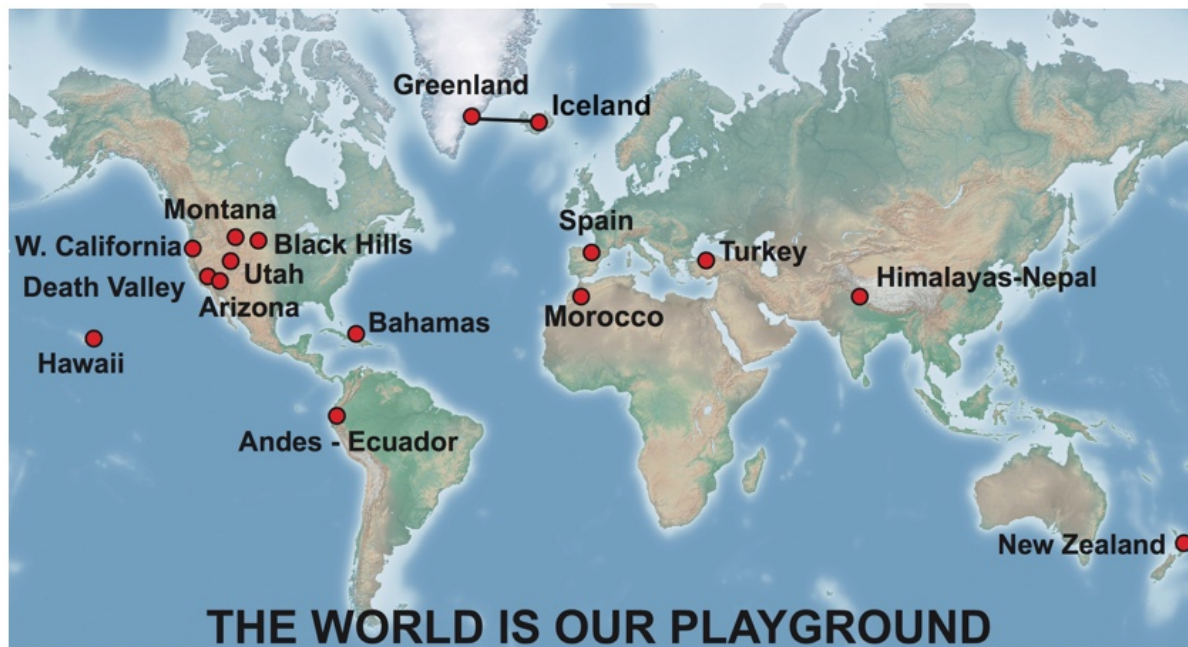 Greenland
Iceland
Montana
W. California
Black Hills
Death Valley
Utah
Arizona
Hawaii
Bahamas
Andes - Ecuador
Spain
Turkey
Morocco
Himalayas-Nepal
New Zealand
THE WORLD IS OUR PLAYGROUND